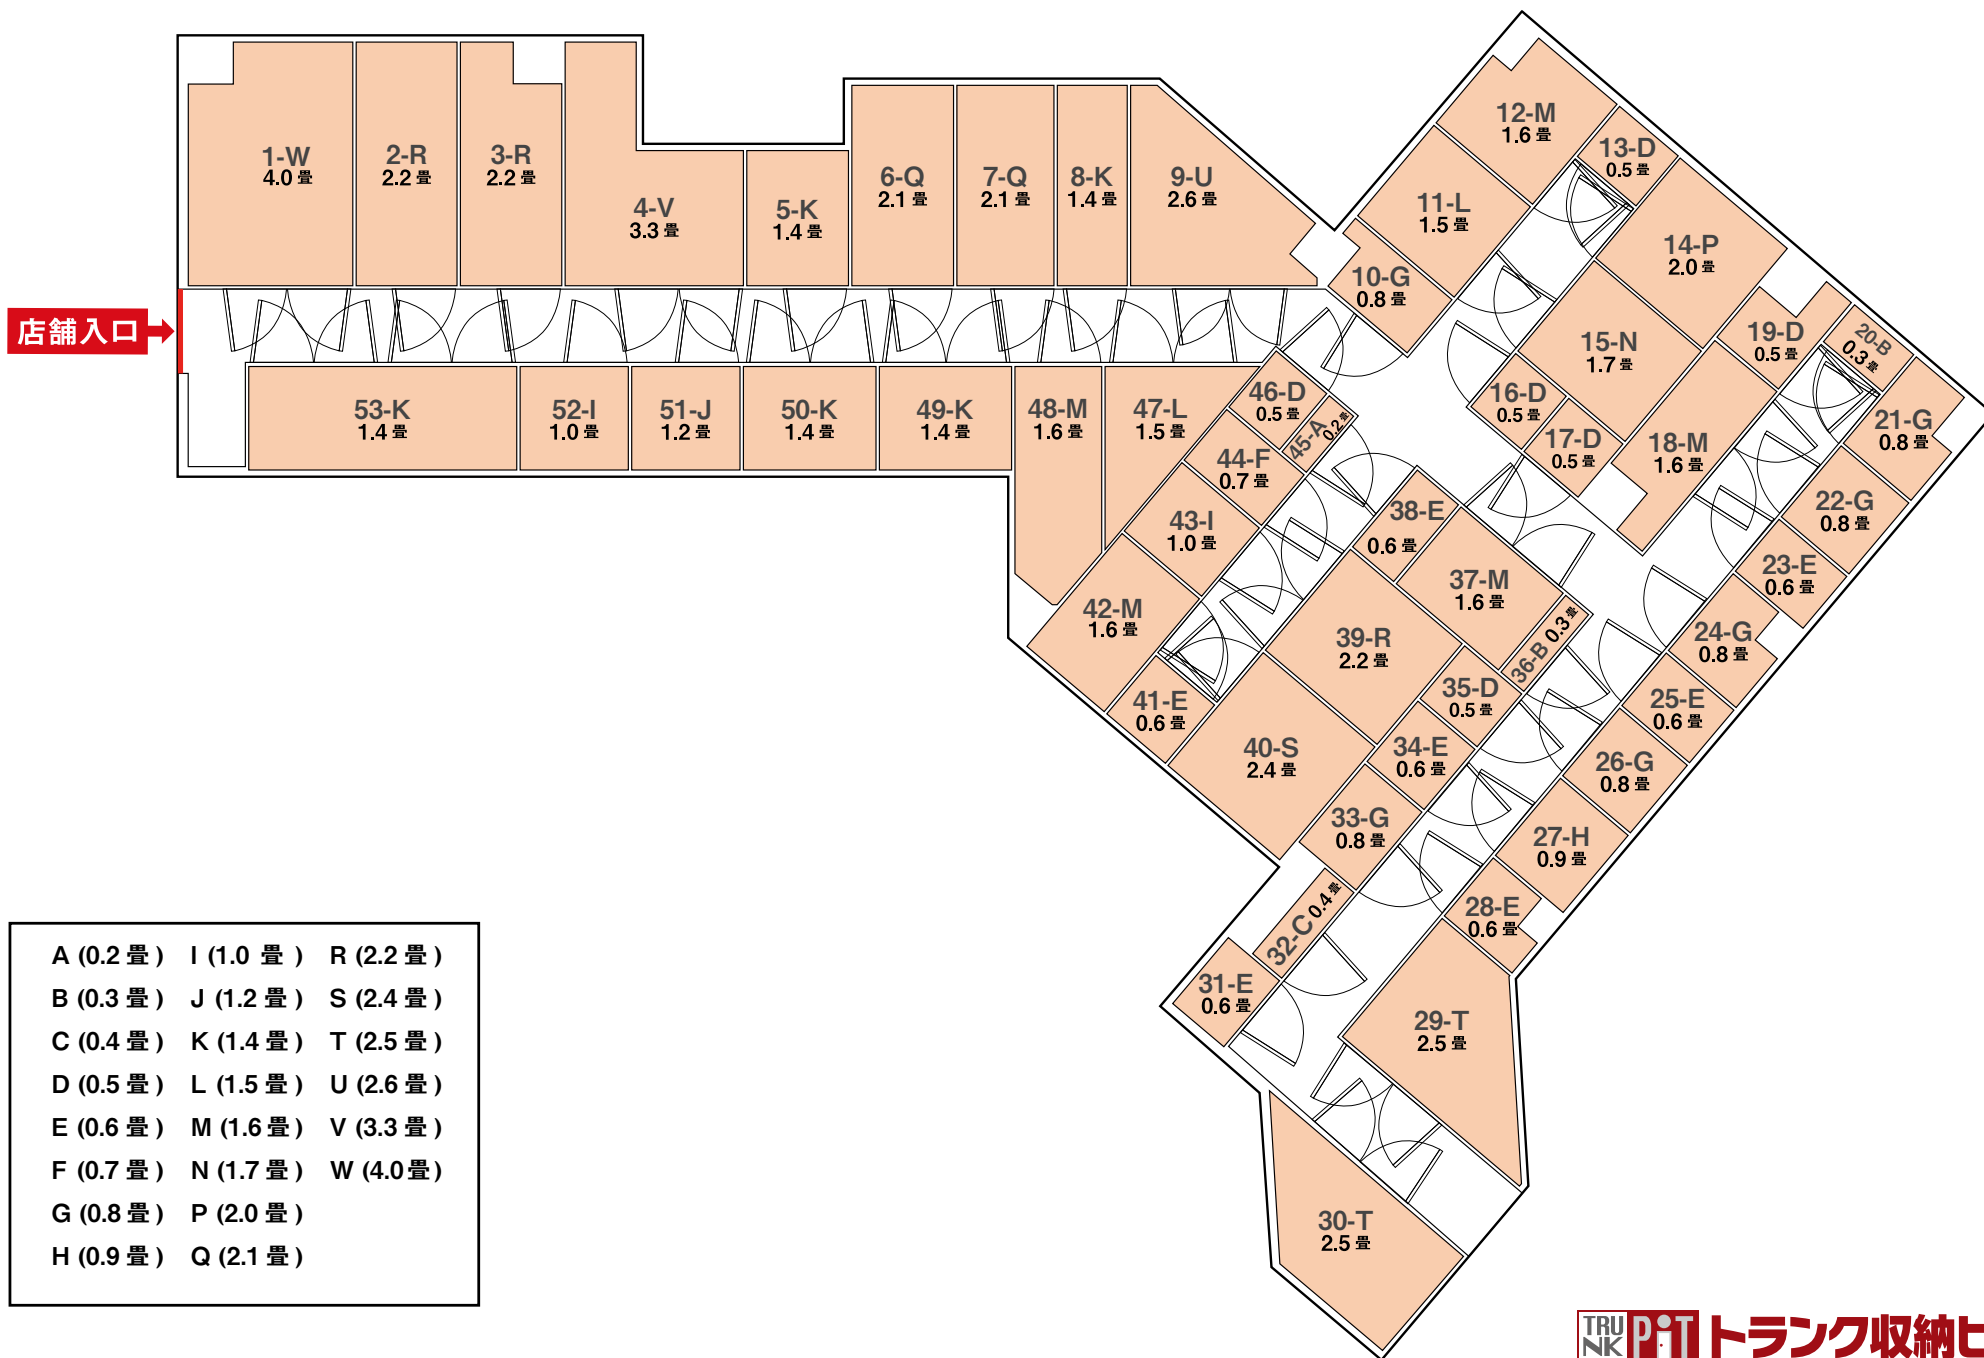 店舗入口
1-W
4.0 畳
2-R
2.2 畳
3-R
2.2 畳
4-V
3.3 畳
5-K
1.4 畳
6-Q
2.1 畳
7-Q
2.1 畳
8-K
1.4 畳
9-U
2.6 畳
10-G
0.8 畳
11-L
1.5 畳
12-M
1.6 畳
13-D
0.5 畳
14-P
2.0 畳
15-N
1.7 畳
16-D
0.5 畳
17-D
0.5 畳
18-M
1.6 畳
19-D
0.5 畳
20-B
0.3 畳
21-G
0.8 畳
22-G
0.8 畳
23-E
0.6 畳
24-G
0.8 畳
25-E
0.6 畳
26-G
0.8 畳
27-H
0.9 畳
28-E
0.6 畳
29-T
2.5 畳
30-T
2.5 畳
31-E
0.6 畳
32-C 0.4 畳
33-G
0.8 畳
34-E
0.6 畳
35-D
0.5 畳
36-B 0.3 畳
37-M
1.6 畳
38-E
0.6 畳
39-R
2.2 畳
40-S
2.4 畳
41-E
0.6 畳
42-M
1.6 畳
43-I
1.0 畳
44-F
0.7 畳
45-A 0.2 畳
46-D
0.5 畳
47-L
1.5 畳
48-M
1.6 畳
49-K
1.4 畳
50-K
1.4 畳
51-J
1.2 畳
52-I
1.0 畳
53-K
1.4 畳
A (0.2 畳) I (1.0 畳) R (2.2 畳)
B (0.3 畳) J (1.2 畳) S (2.4 畳)
C (0.4 畳) K (1.4 畳) T (2.5 畳)
D (0.5 畳) L (1.5 畳) U (2.6 畳)
E (0.6 畳) M (1.6 畳) V (3.3 畳)
F (0.7 畳) N (1.7 畳) W (4.0 畳)
G (0.8 畳) P (2.0 畳)
H (0.9 畳) Q (2.1 畳)
TRUNK PiT トランク収納ヒ